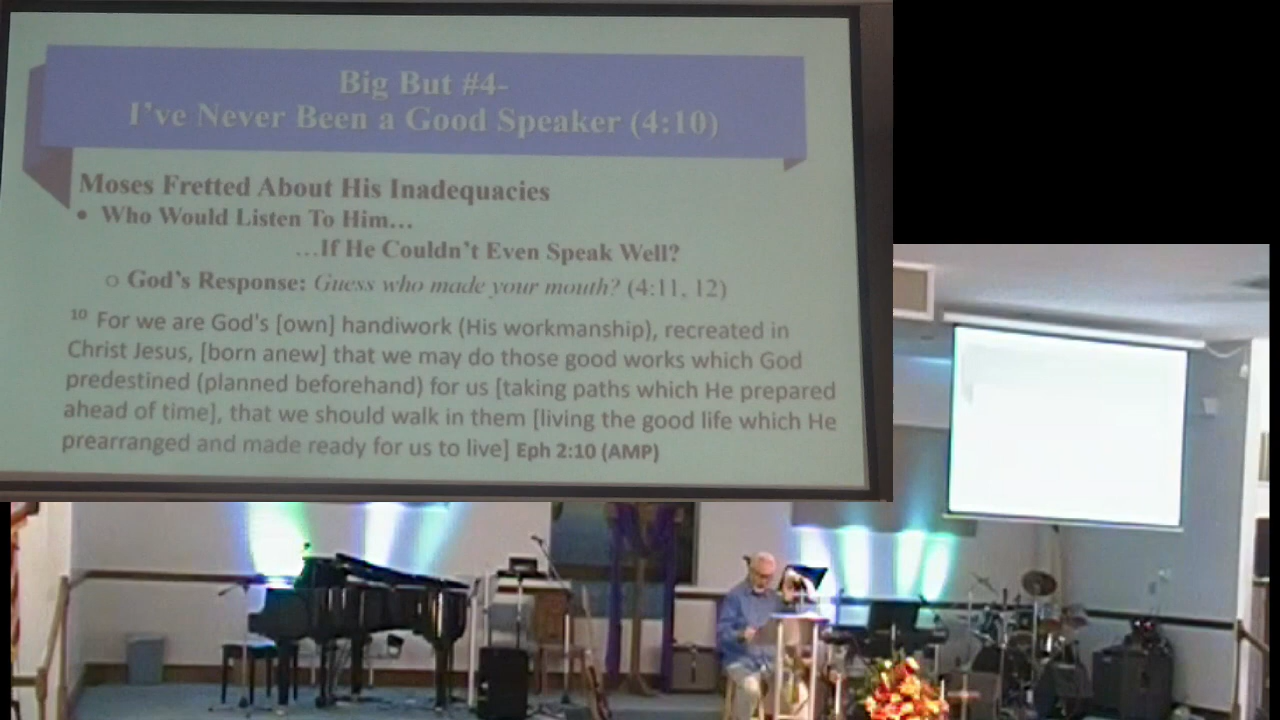 Big But #4-
I've Never Been a Good Speaker (4:10)
Moses Fretted About His Inadequacies
• Who Would Listen To Him...
...If He Couldn't Even Speak Well?
○ God's Response: Guess who made your mouth? (4:11, 12)
10 For we are God's [own] handiwork (His workmanship), recreated in
Christ Jesus, [born anew] that we may do those good works which God
predestined (planned beforehand) for us [taking paths which He prepared
ahead of time], that we should walk in them [living the good life which He
prearranged and made ready for us to live] Eph 2:10 (AMP)